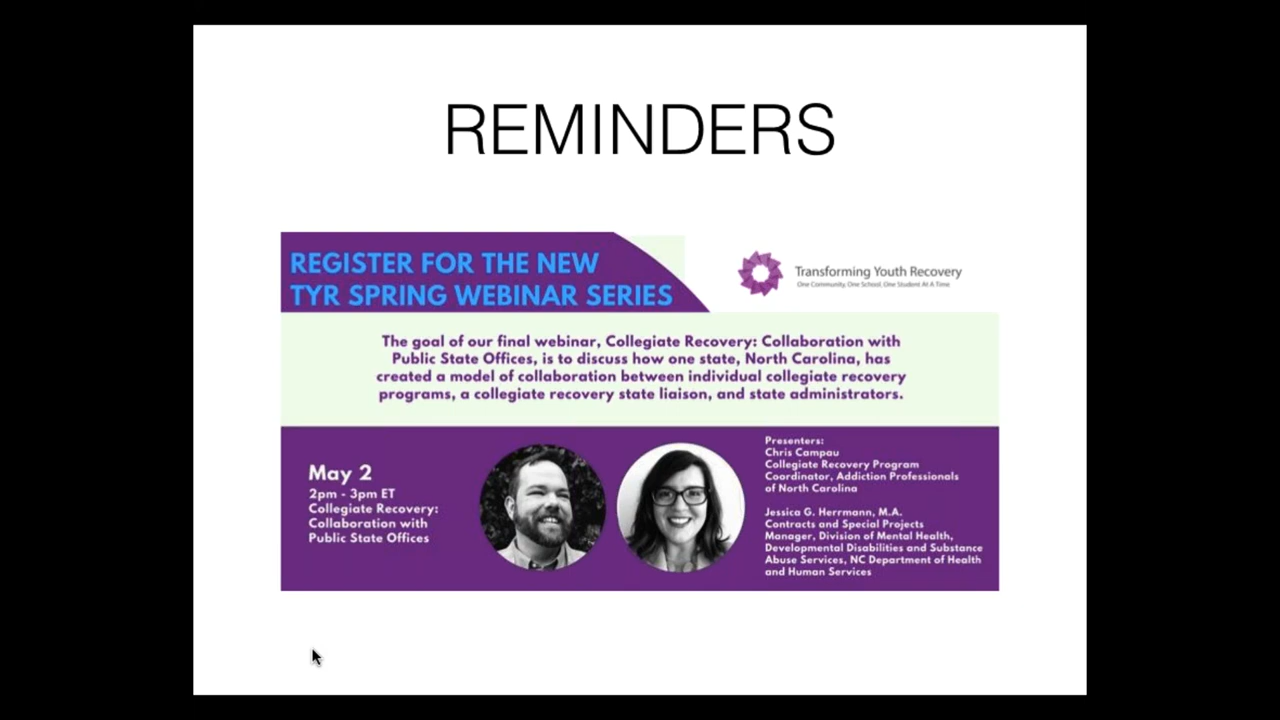 REMINDERS
REGISTER FOR THE NEW
TYR SPRING WEBINAR SERIES
Transforming Youth Recovery
One Community, One School, One Student At A Time
The goal of our final webinar, Collegiate Recovery: Collaboration with
Public State Offices, is to discuss how one state, North Carolina, has
created a model of collaboration between individual collegiate recovery
programs, a collegiate recovery state liaison, and state administrators.
May 2
2pm - 3pm ET
Collegiate Recovery:
Collaboration with
Public State Offices
Presenters:
Chris Campau
Collegiate Recovery Program
Coordinator, Addiction Professionals
of North Carolina
Jessica G. Herrmann, M.A.
Contracts and Special Projects
Manager, Division of Mental Health,
Developmental Disabilities and Substance
Abuse Services, NC Department of Health
and Human Services